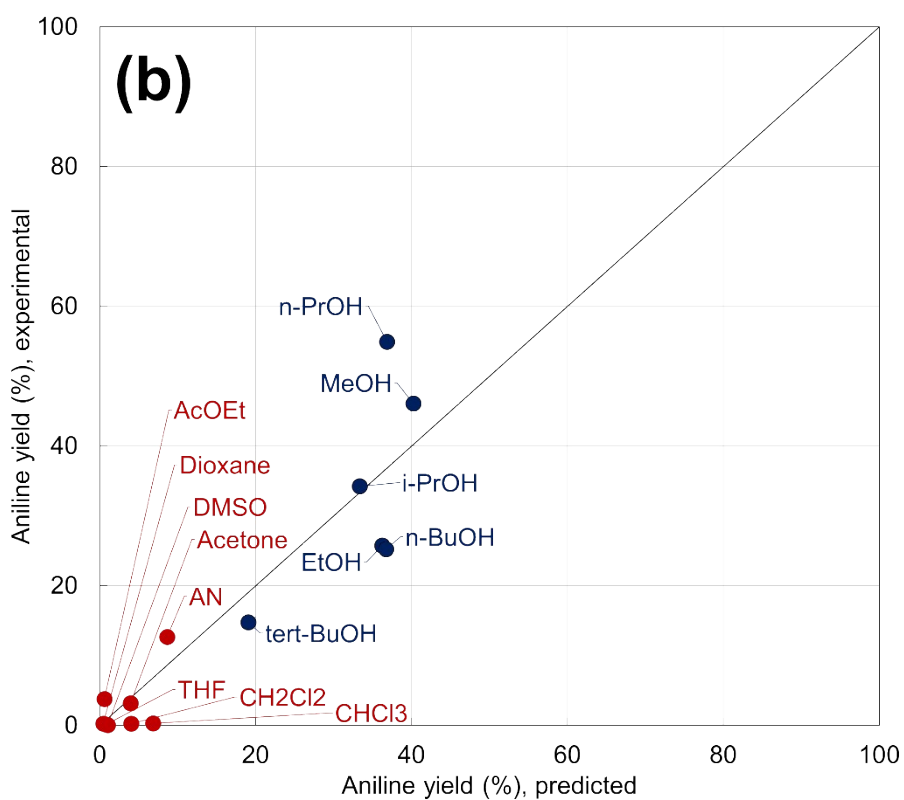 (b)
100
80
60
40
20
0
Aniline yield (%), experimental
n-PrOH
MeOH
AcOEt
Dioxane
i-PrOH
DMSO
Acetone
n-BuOH
EtOH
AN
tert-BuOH
THF
CH2Cl2
CHCl3
0 20 40 60 80 100
Aniline yield (%), predicted